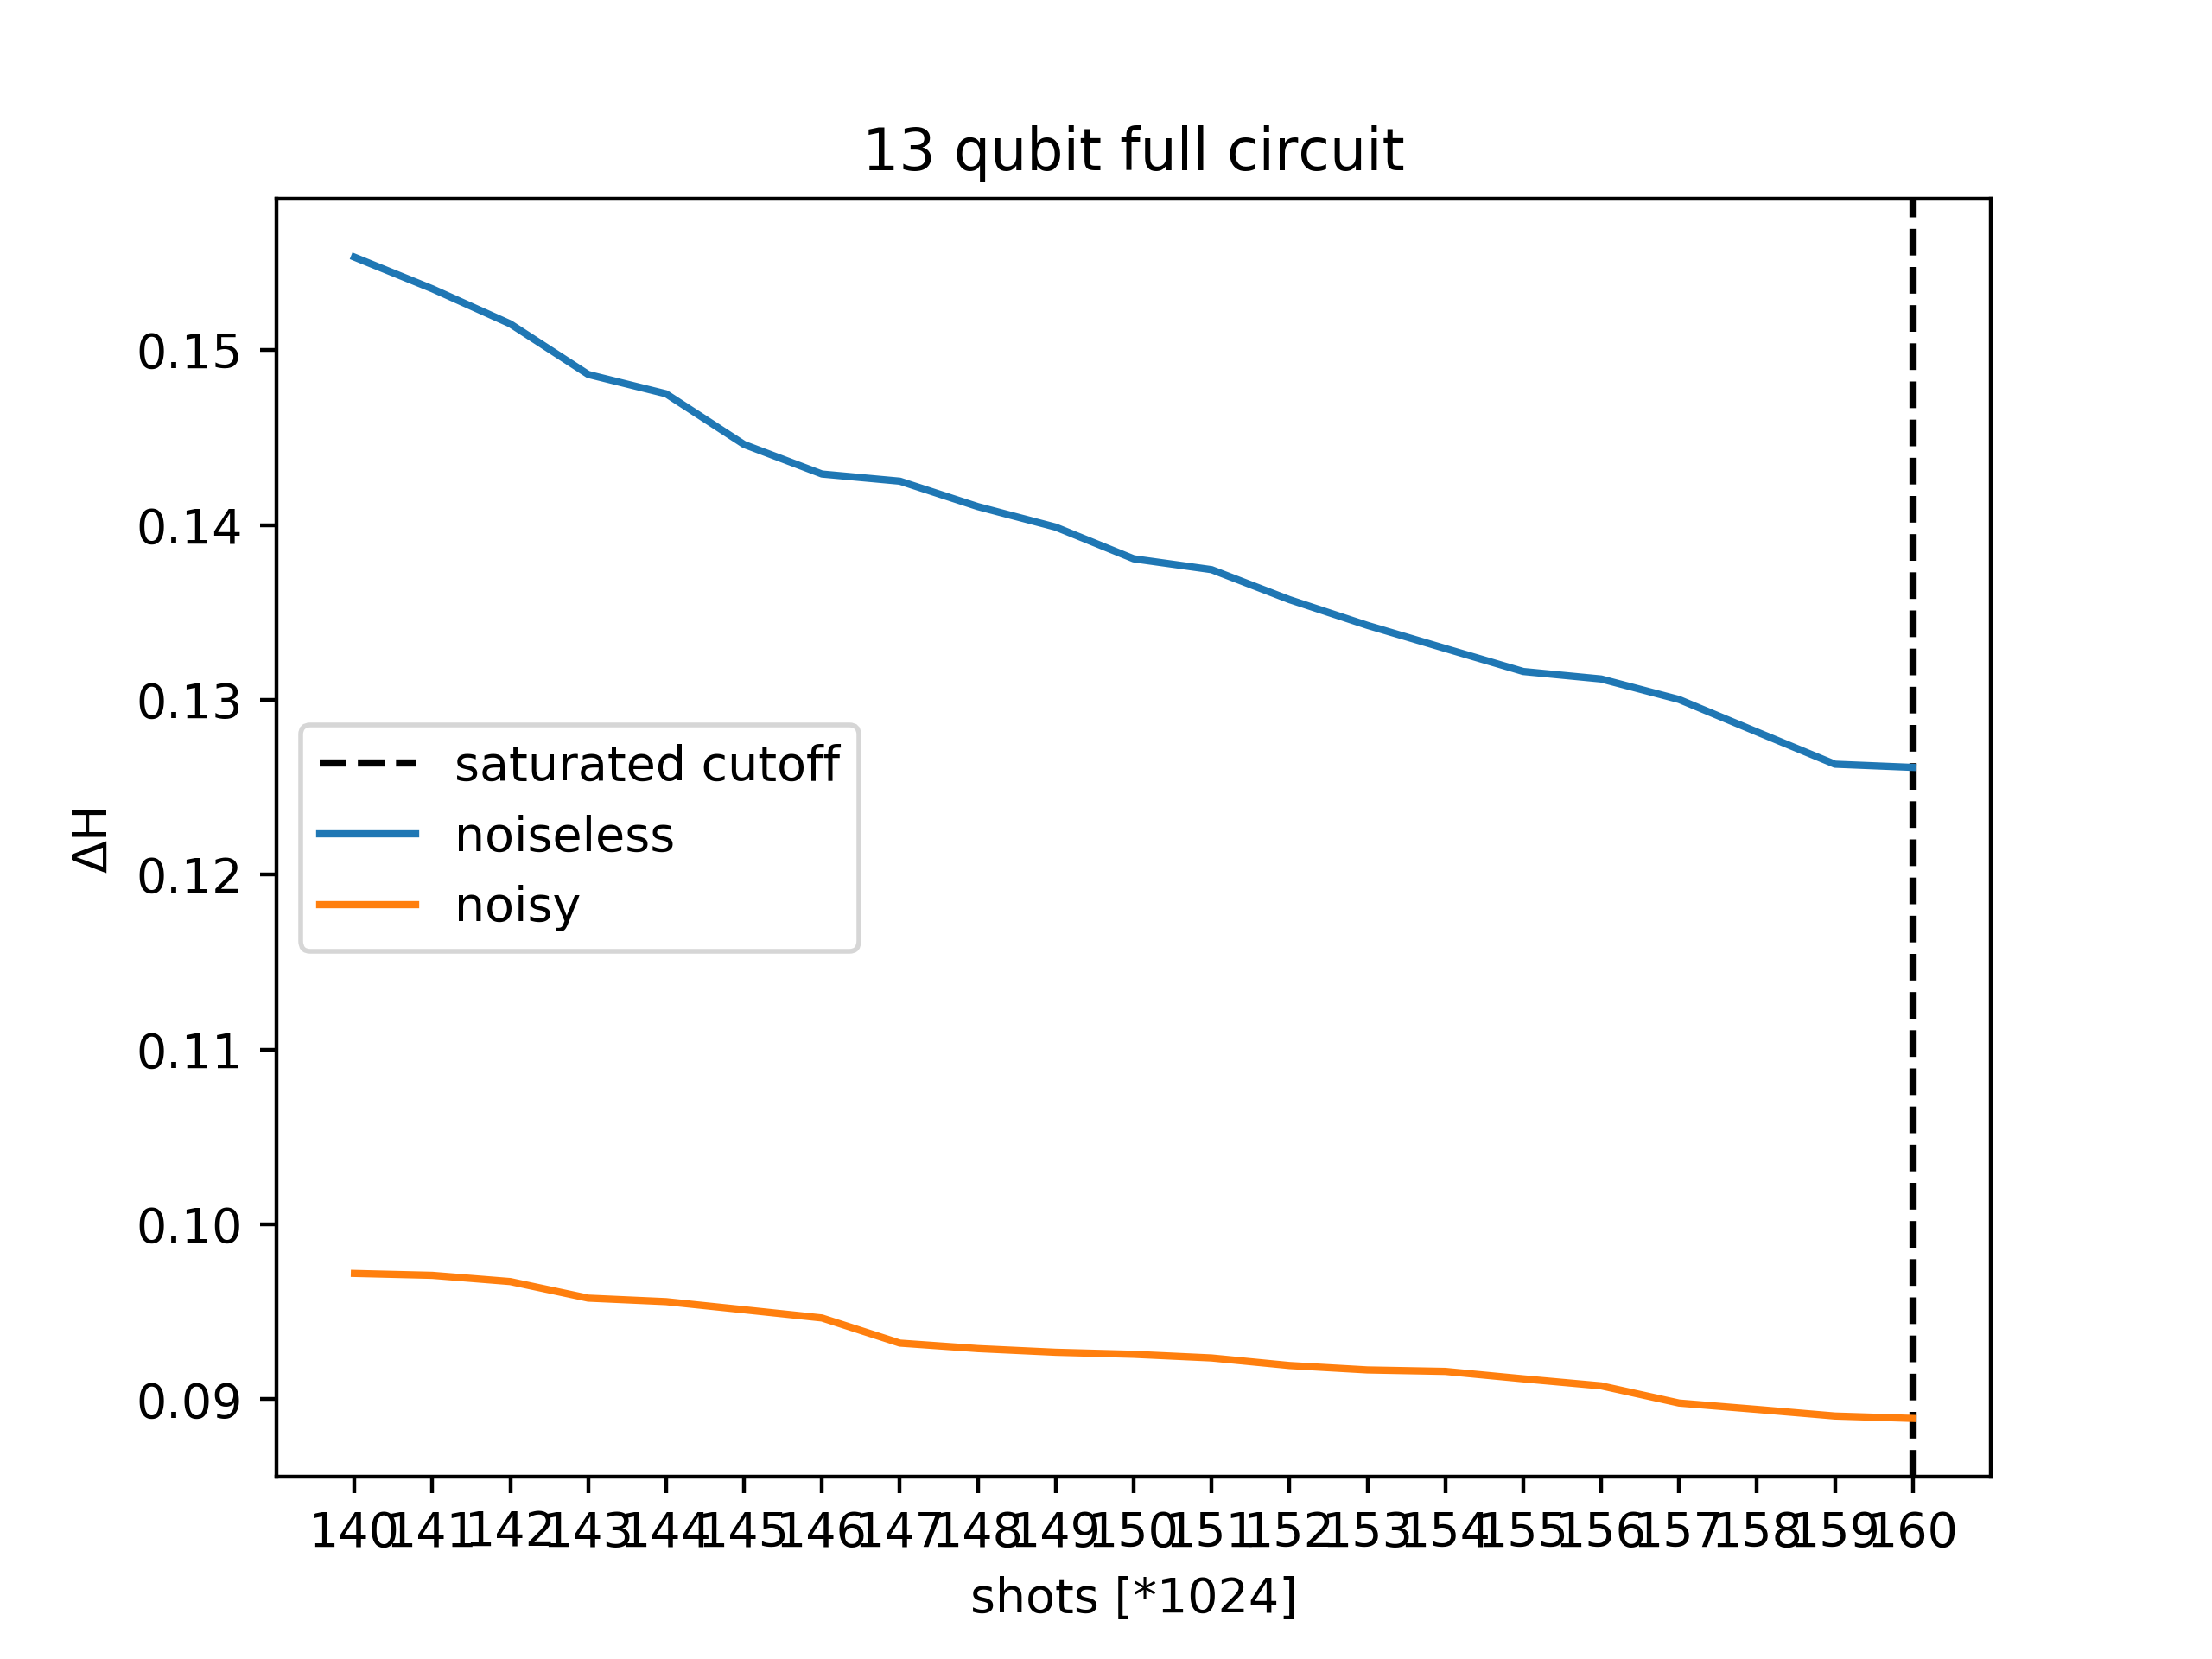 13 qubit full circuit
0.15
0.14
0.13
0.12
0.11
0.10
0.09
ΔH
saturated cutoff
noiseless
noisy
140 141 142 143 144 145 146 147 148 149 150 151 152 153 154 155 156 157 158 159 160
shots [*1024]